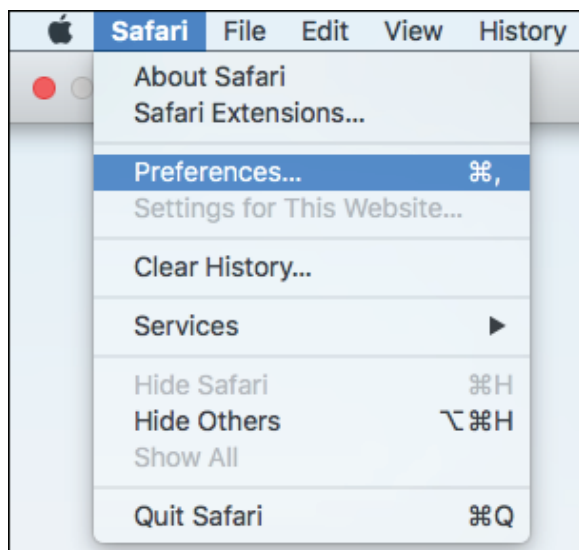 Safari File Edit View History
About Safari
Safari Extensions...
Preferences... ⌘,
Settings for This Website...
Clear History...
Services
Hide Safari ⌘H
Hide Others ⌥⌘H
Show All
Quit Safari ⌘Q